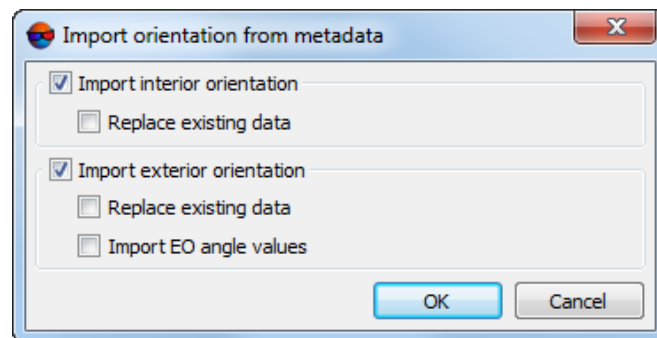 Import orientation from metadata
Import interior orientation
Replace existing data
Import exterior orientation
Replace existing data
Import EO angle values
OK Cancel